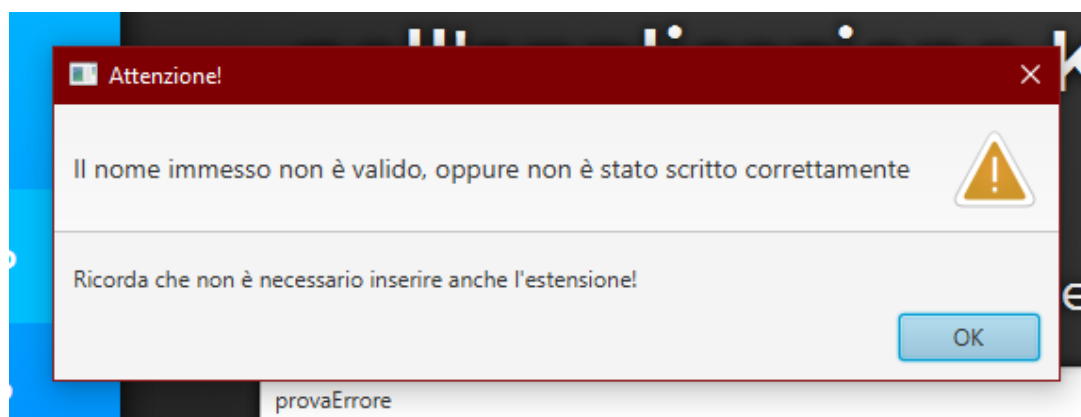 Attenzione!
Il nome immesso non è valido, oppure non è stato scritto correttamente
Ricorda che non è necessario inserire anche l'estensione!
OK
provaErrore